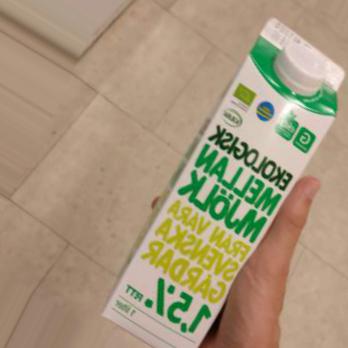 EKOLOGISK
MELLAN
MJÖLK
FRÅN VÅRA
SVENSKA
GÅRDAR
1,5% FETT
1 liter